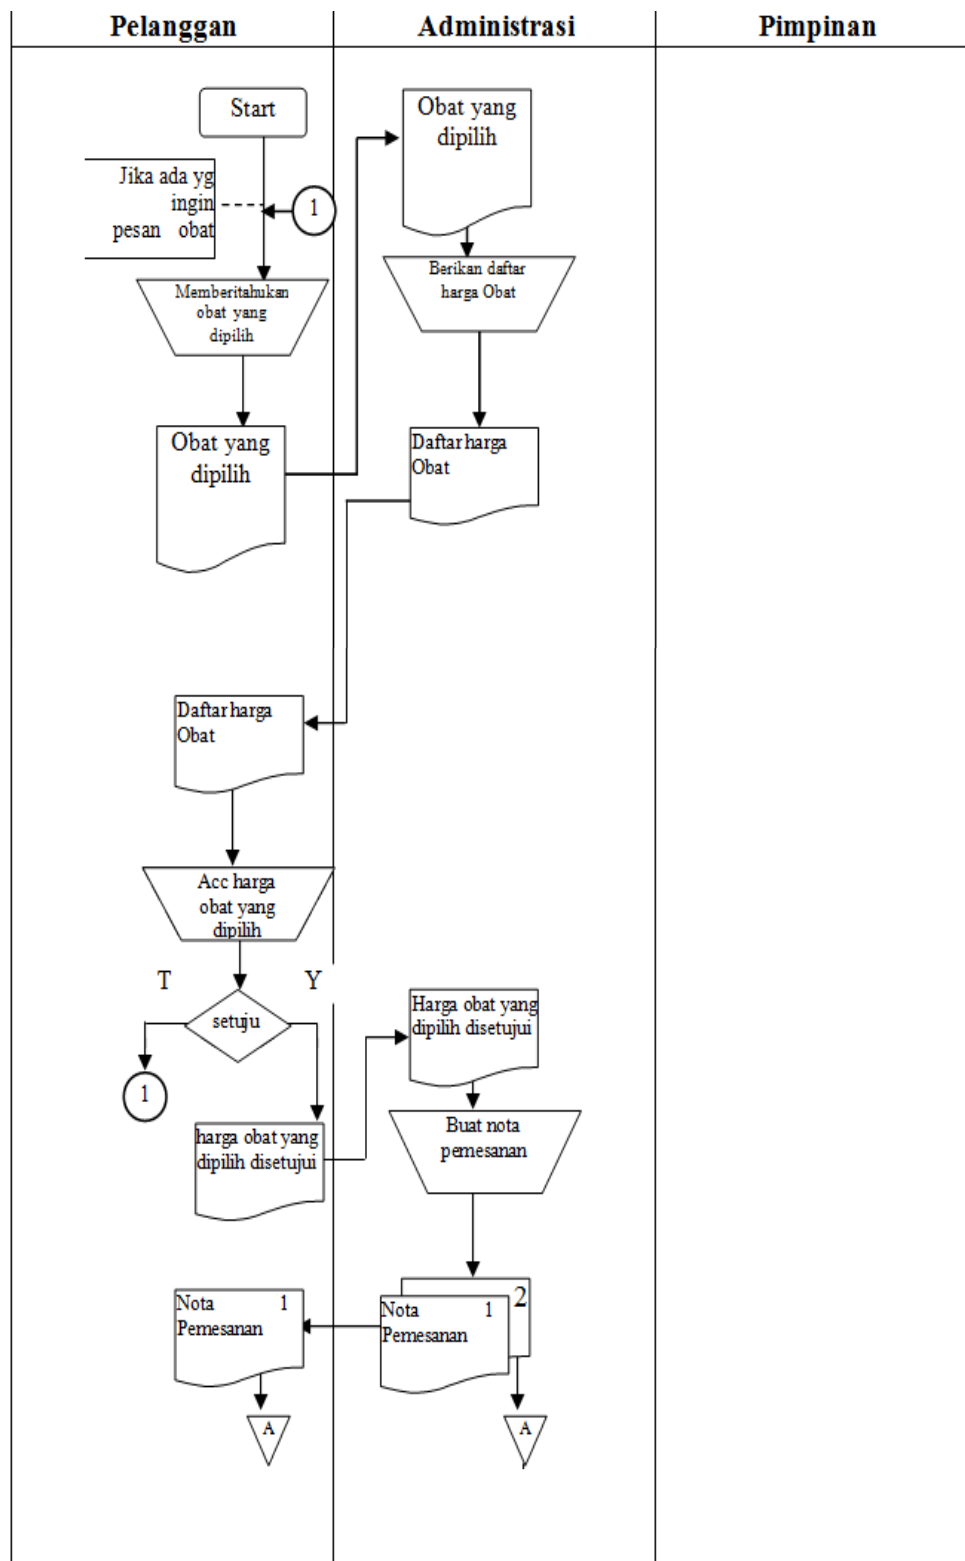 Pelanggan
Administrasi
Pimpinan
Start
Jika ada yg
ingin
pesan obat
1
Memberitahukan
obat yang
dipilih
Obat yang
dipilih
Obat yang
dipilih
Berikan daftar
harga Obat
Daftar harga
Obat
Daftar harga
Obat
Acc harga
obat yang
dipilih
T
Y
setuju
1
harga obat yang
dipilih disetujui
Harga obat yang
dipilih disetujui
Buat nota
pemesanan
2
Nota 1
Pemesanan
Nota 1
Pemesanan
A
A